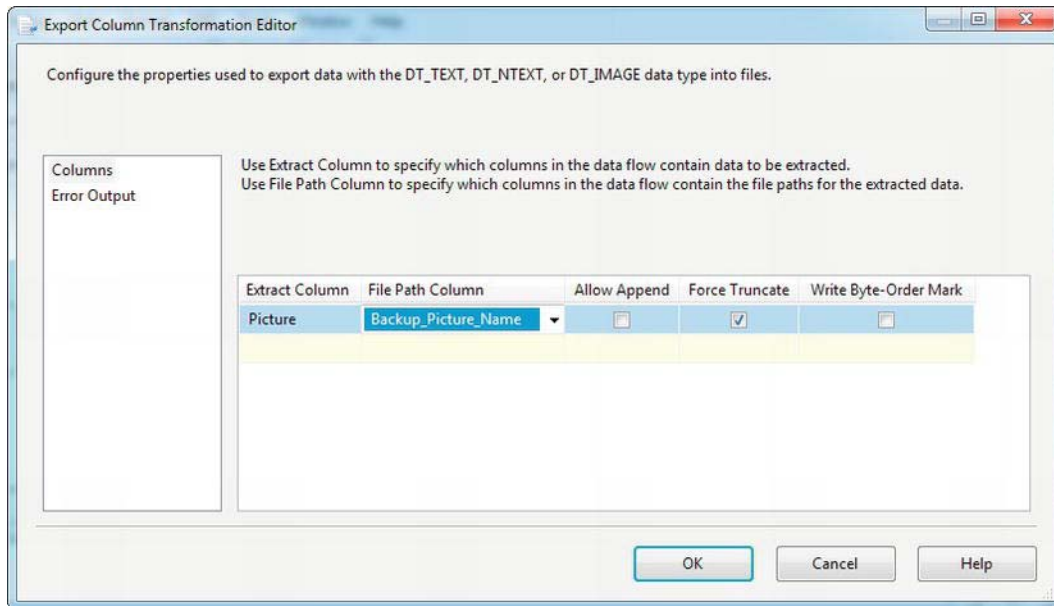 Export Column Transformation Editor
Configure the properties used to export data with the DT_TEXT, DT_NTEXT, or DT_IMAGE data type into files.
Columns
Error Output
Use Extract Column to specify which columns in the data flow contain data to be extracted.
Use File Path Column to specify which columns in the data flow contain the file paths for the extracted data.
Extract Column File Path Column Allow Append Force Truncate Write Byte-Order Mark
Picture Backup_Picture_Name
OK Cancel Help